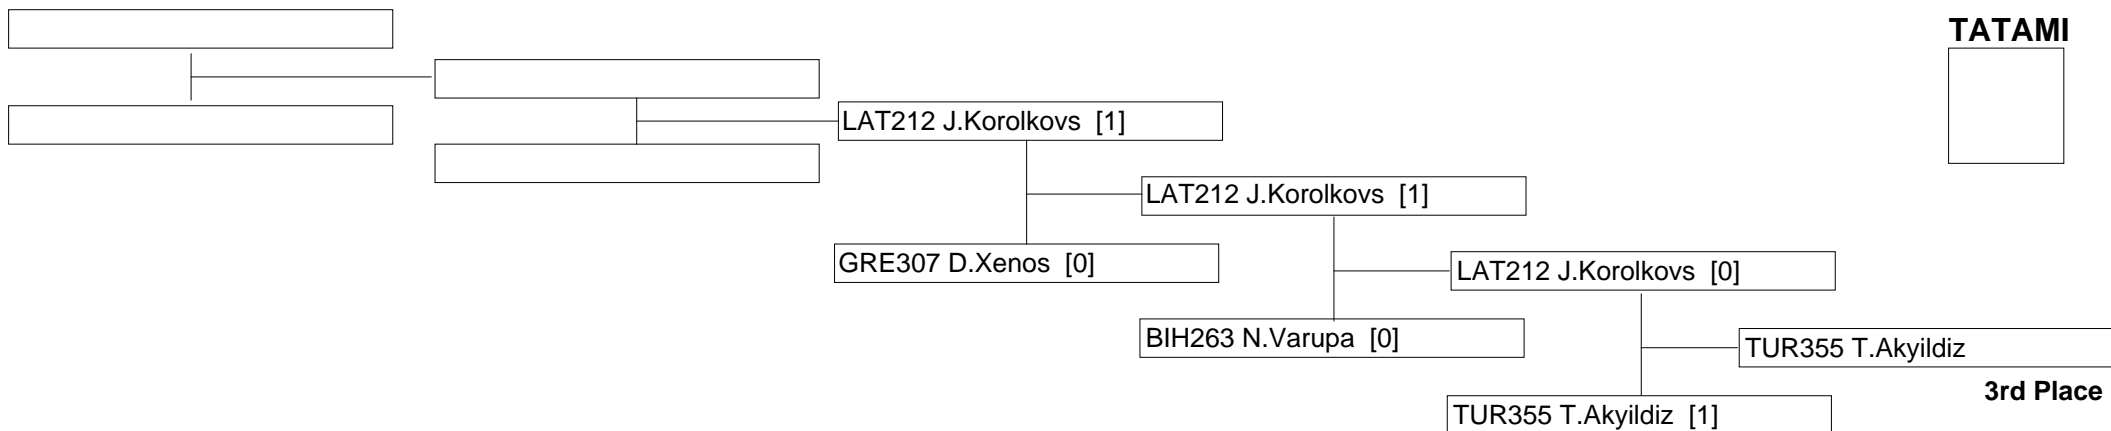 TATAMI
LAT212 J.Korolkovs [1]
LAT212 J.Korolkovs [1]
GRE307 D.Xenos [0]
LAT212 J.Korolkovs [0]
BIH263 N.Varupa [0]
TUR355 T.Akyildiz
3rd Place
TUR355 T.Akyildiz [1]